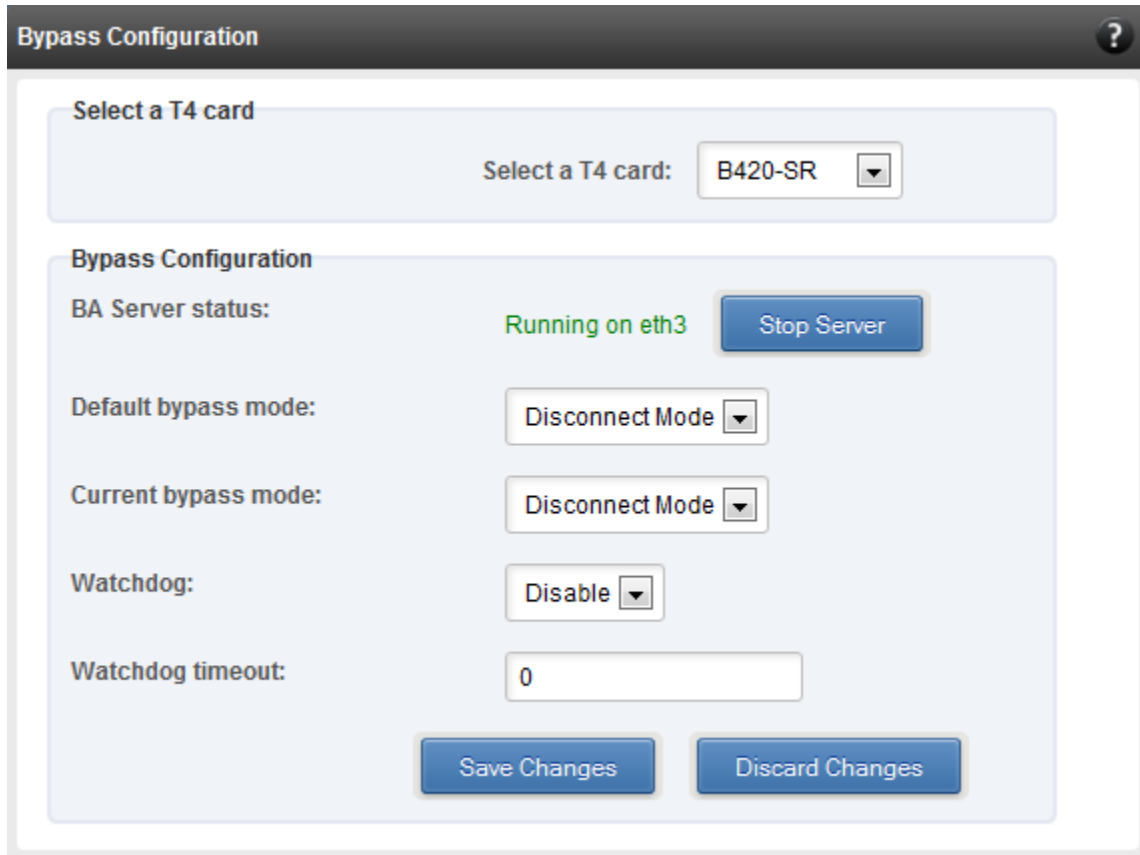 Bypass Configuration ?
Select a T4 card
Select a T4 card: B420-SR
Bypass Configuration
BA Server status: Running on eth3 Stop Server
Default bypass mode: Disconnect Mode
Current bypass mode: Disconnect Mode
Watchdog: Disable
Watchdog timeout: 0
Save Changes Discard Changes